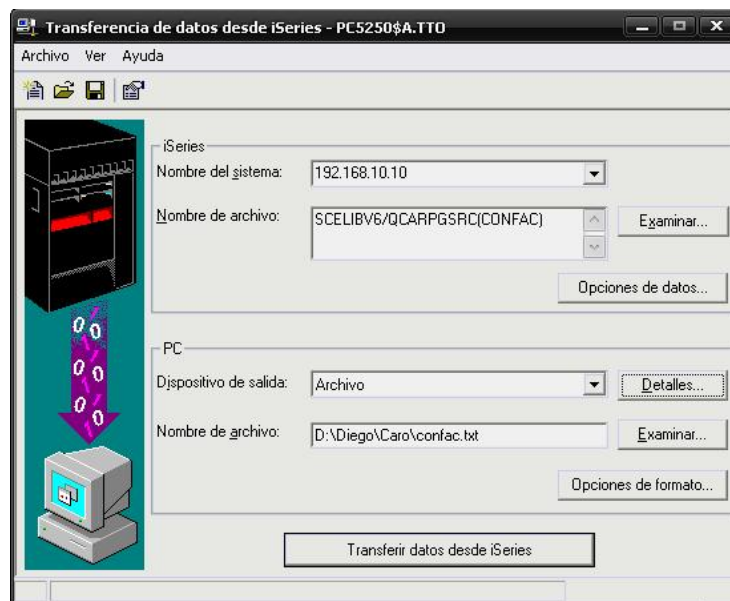 Transferencia de datos desde iSeries - PC5250$A.TTO
Archivo Ver Ayuda
iSeries
Nombre del sistema: 192.168.10.10
Nombre de archivo: SCELIBV6/QCARPGSRC(CONFAC) Examinar...
Opciones de datos...
PC
Dispositivo de salida: Archivo Detalles...
Nombre de archivo: D:\Diego\Caro\confac.txt Examinar...
Opciones de formato...
Transferir datos desde iSeries